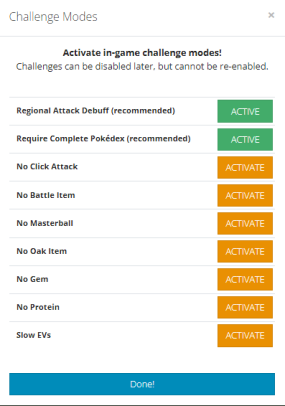 Challenge Modes
×
Activate in-game challenge modes!
Challenges can be disabled later, but cannot be re-enabled.
Regional Attack Debuff (recommended) ACTIVE
Require Complete Pokédex (recommended) ACTIVE
No Click Attack ACTIVATE
No Battle Item ACTIVATE
No Masterball ACTIVATE
No Oak Item ACTIVATE
No Gem ACTIVATE
No Protein ACTIVATE
Slow EVs ACTIVATE
Done!